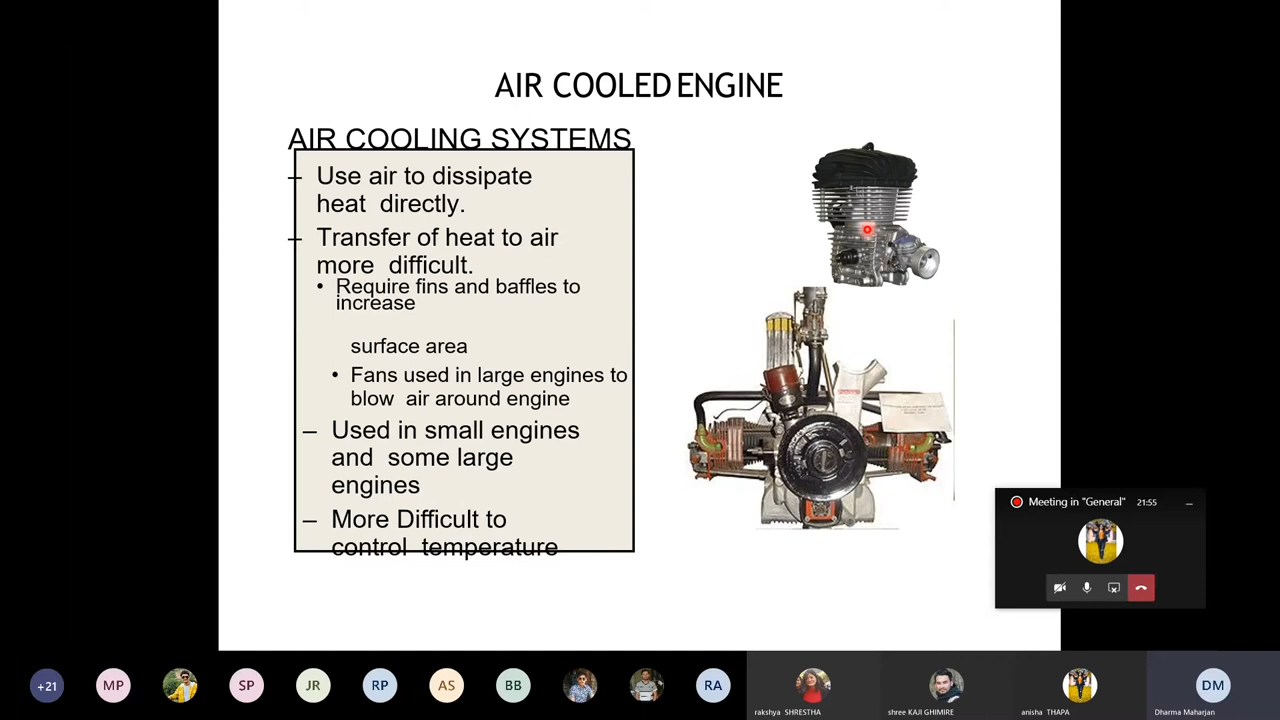 AIR COOLED ENGINE
AIR COOLING SYSTEMS
– Use air to dissipate
heat directly.
– Transfer of heat to air
more difficult.
• Require fins and baffles to
increase
surface area
• Fans used in large engines to
blow air around engine
– Used in small engines
and some large
engines
– More Difficult to
control temperature
Meeting in "General" 21:55
+21 MP SP JR RP AS BB RA DM
rakshya SHRESTHA shree KAJI GHIMIRE anisha THAPA Dharma Maharjan